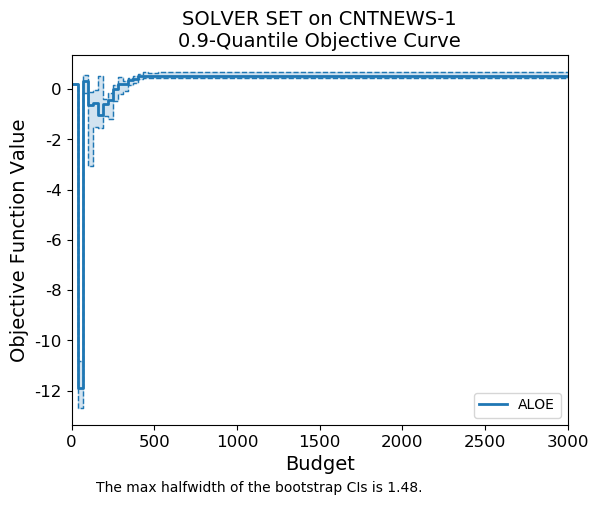 SOLVER SET on CNTNEWS-1
0.9-Quantile Objective Curve
Objective Function Value
0
-2
-4
-6
-8
-10
-12
ALOE
0 500 1000 1500 2000 2500 3000
Budget
The max halfwidth of the bootstrap CIs is 1.48.